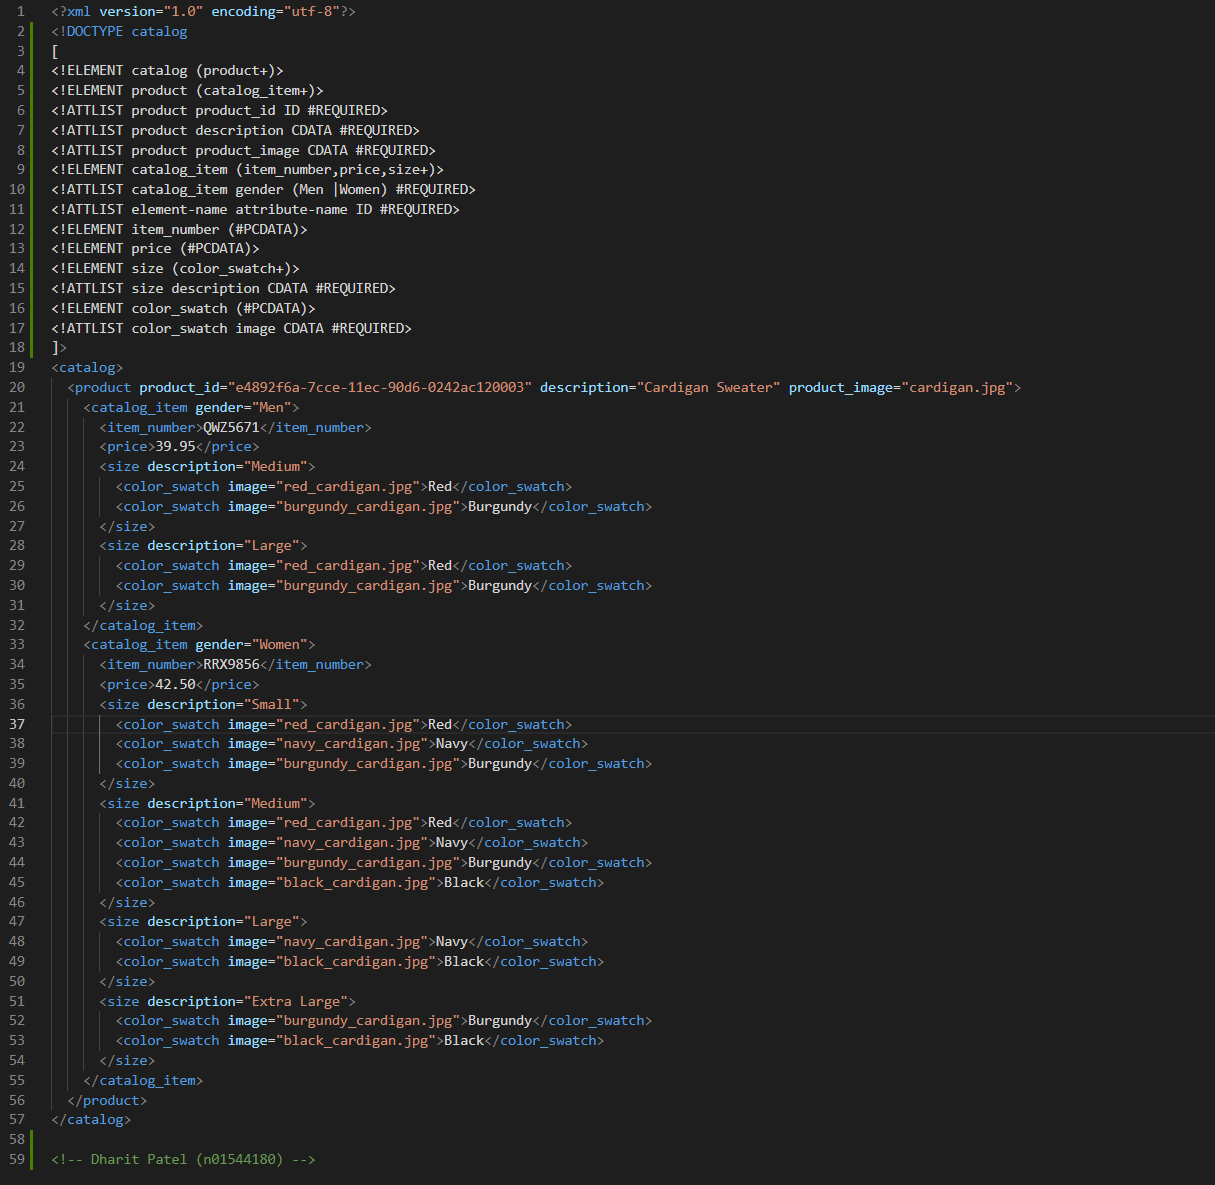 1 <?xml version="1.0" encoding="utf-8"?>
2 <!DOCTYPE catalog
3 [
4 <!ELEMENT catalog (product+)>
5 <!ELEMENT product (catalog_item+)>
6 <!ATTLIST product product_id ID #REQUIRED>
7 <!ATTLIST product description CDATA #REQUIRED>
8 <!ATTLIST product product_image CDATA #REQUIRED>
9 <!ELEMENT catalog_item (item_number,price,size+)>
10 <!ATTLIST catalog_item gender (Men |Women) #REQUIRED>
11 <!ATTLIST element-name attribute-name ID #REQUIRED>
12 <!ELEMENT item_number (#PCDATA)>
13 <!ELEMENT price (#PCDATA)>
14 <!ELEMENT size (color_swatch+)>
15 <!ATTLIST size description CDATA #REQUIRED>
16 <!ELEMENT color_swatch (#PCDATA)>
17 <!ATTLIST color_swatch image CDATA #REQUIRED>
18 ]>
19 <catalog>
20 <product product_id="e4892f6a-7cce-11ec-90d6-0242ac120003" description="Cardigan Sweater" product_image="cardigan.jpg">
21 <catalog_item gender="Men">
22 <item_number>QWZ5671</item_number>
23 <price>39.95</price>
24 <size description="Medium">
25 <color_swatch image="red_cardigan.jpg">Red</color_swatch>
26 <color_swatch image="burgundy_cardigan.jpg">Burgundy</color_swatch>
27 </size>
28 <size description="Large">
29 <color_swatch image="red_cardigan.jpg">Red</color_swatch>
30 <color_swatch image="burgundy_cardigan.jpg">Burgundy</color_swatch>
31 </size>
32 </catalog_item>
33 <catalog_item gender="Women">
34 <item_number>RRX9856</item_number>
35 <price>42.50</price>
36 <size description="Small">
37 <color_swatch image="red_cardigan.jpg">Red</color_swatch>
38 <color_swatch image="navy_cardigan.jpg">Navy</color_swatch>
39 <color_swatch image="burgundy_cardigan.jpg">Burgundy</color_swatch>
40 </size>
41 <size description="Medium">
42 <color_swatch image="red_cardigan.jpg">Red</color_swatch>
43 <color_swatch image="navy_cardigan.jpg">Navy</color_swatch>
44 <color_swatch image="burgundy_cardigan.jpg">Burgundy</color_swatch>
45 <color_swatch image="black_cardigan.jpg">Black</color_swatch>
46 </size>
47 <size description="Large">
48 <color_swatch image="navy_cardigan.jpg">Navy</color_swatch>
49 <color_swatch image="black_cardigan.jpg">Black</color_swatch>
50 </size>
51 <size description="Extra Large">
52 <color_swatch image="burgundy_cardigan.jpg">Burgundy</color_swatch>
53 <color_swatch image="black_cardigan.jpg">Black</color_swatch>
54 </size>
55 </catalog_item>
56 </product>
57 </catalog>
58
59 <!-- Dharit Patel (n01544180) -->